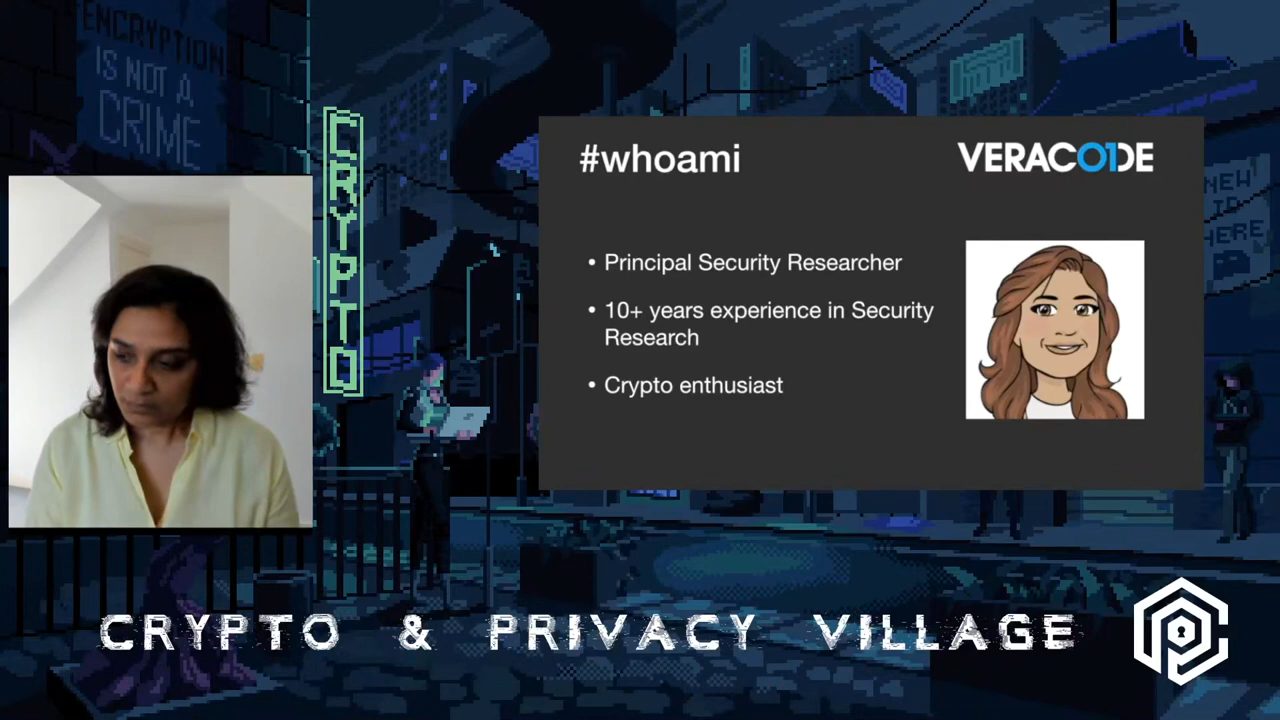 ENCRYPTION
IS NOT A
CRIME
CRYPTO
#whoami
VERACODE
• Principal Security Researcher
• 10+ years experience in Security
Research
• Crypto enthusiast
NEW
TO
HERE
CRYPTO & PRIVACY VILLAGE